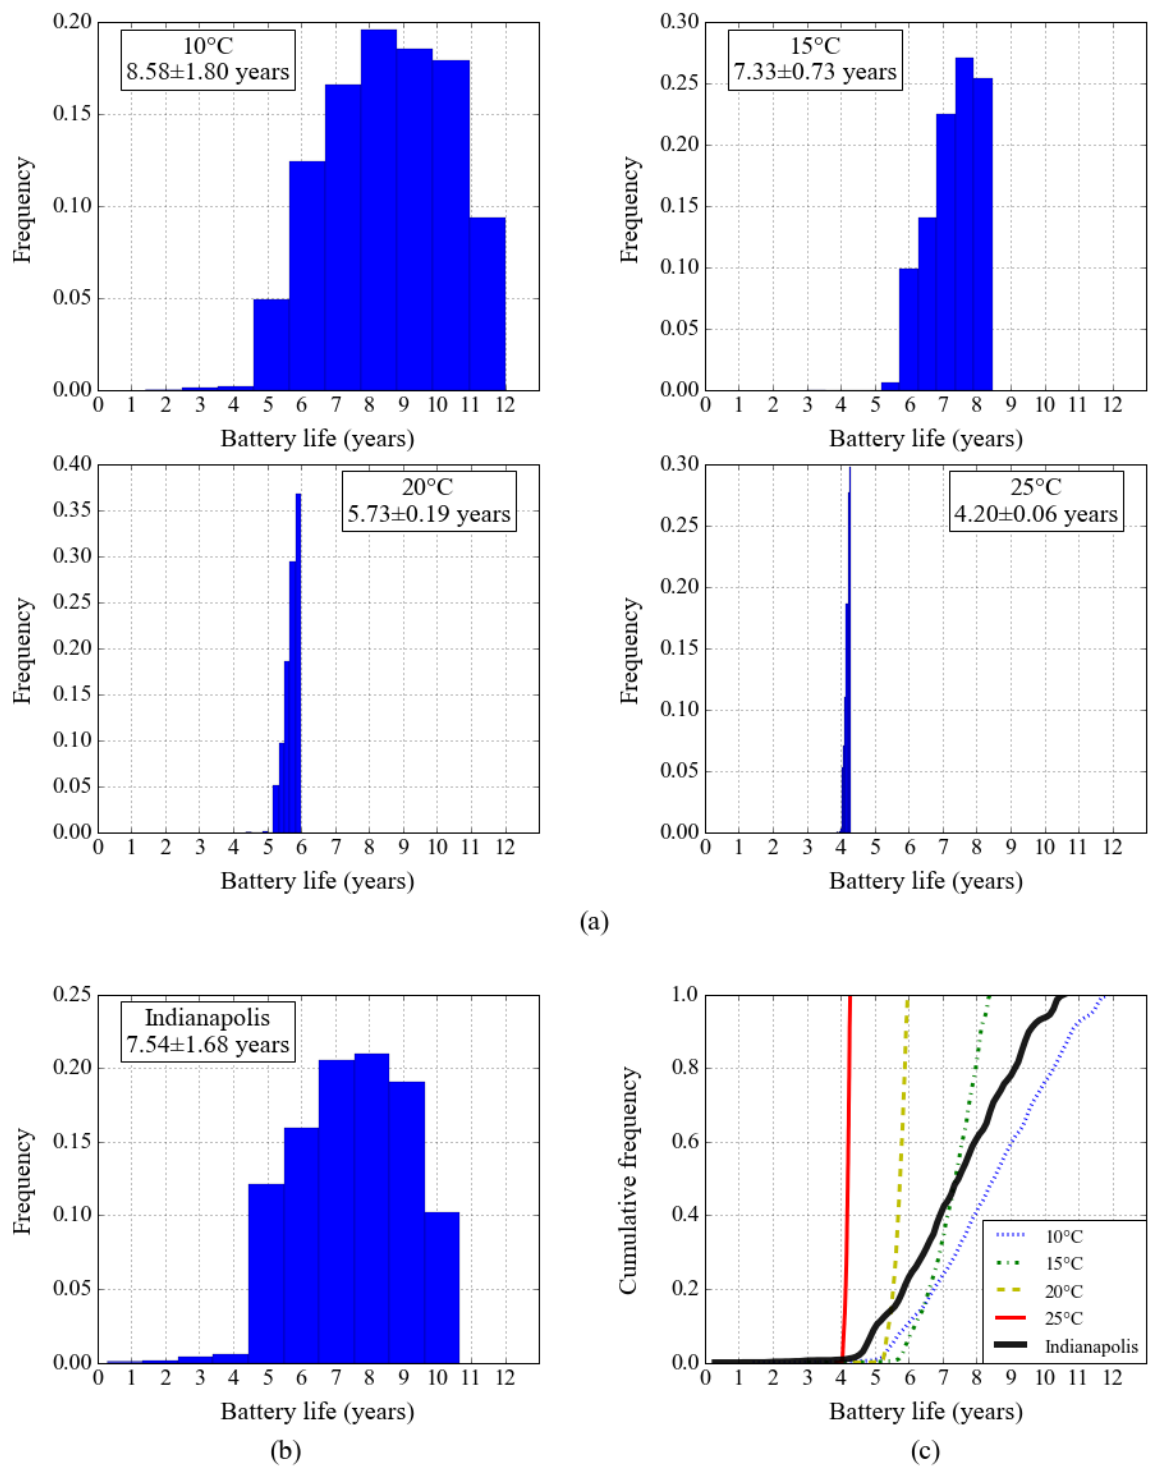 10°C
8.58±1.80 years
0.20
0.15
0.10
0.05
0.00
Frequency
0 1 2 3 4 5 6 7 8 9 10 11 12
Battery life (years)
15°C
7.33±0.73 years
0.30
0.25
0.20
0.15
0.10
0.05
0.00
Frequency
0 1 2 3 4 5 6 7 8 9 10 11 12
Battery life (years)
20°C
5.73±0.19 years
0.40
0.35
0.30
0.25
0.20
0.15
0.10
0.05
0.00
Frequency
0 1 2 3 4 5 6 7 8 9 10 11 12
Battery life (years)
25°C
4.20±0.06 years
0.30
0.25
0.20
0.15
0.10
0.05
0.00
Frequency
0 1 2 3 4 5 6 7 8 9 10 11 12
Battery life (years)
(a)
Indianapolis
7.54±1.68 years
0.25
0.20
0.15
0.10
0.05
0.00
Frequency
0 1 2 3 4 5 6 7 8 9 10 11 12
Battery life (years)
(b)
1.0
0.8
0.6
0.4
0.2
0.0
Cumulative frequency
10°C
15°C
20°C
25°C
Indianapolis
0 1 2 3 4 5 6 7 8 9 10 11 12
Battery life (years)
(c)